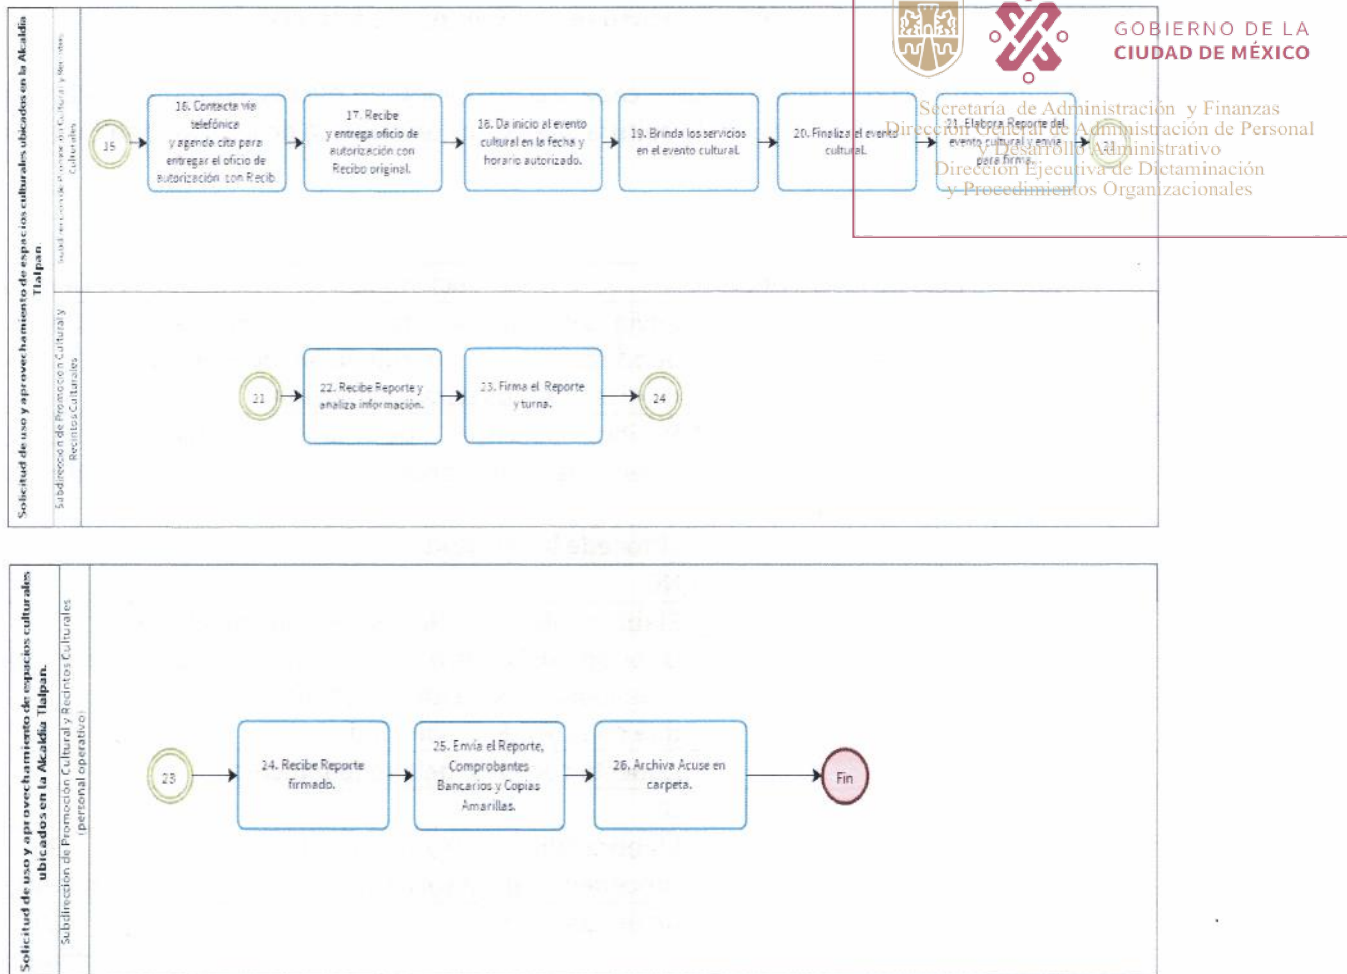 GOBIERNO DE LA
CIUDAD DE MÉXICO
Secretaría de Administración y Finanzas
Dirección General de Administración de Personal
y Desarrollo Administrativo
Dirección Ejecutiva de Dictaminación
y Procedimientos Organizacionales
Solicitud de uso y aprovechamiento de espacios culturales ubicados en la Alcaldía
Tlalpan.
Subdirección de Promoción Cultural y
Culturales
15
16. Contacta vía
telefónica
y agenda cita para
entregar el oficio de
autorización con Recib
17. Recibe
y entrega oficio de
autorización con
Recibo original.
18. Da inicio al evento
cultural en la fecha y
horario autorizado.
19. Brinda los servicios
en el evento cultural.
20. Finaliza el evento
cultural.
21. Elabora Reporte del
evento cultural y envía
para firma.
Subdirección de Promoción Cultural y
Recintos Culturales
21
22. Recibe Reporte y
analiza información.
23. Firma el Reporte
y turna.
24
Solicitud de uso y aprovechamiento de espacios culturales
ubicados en la Alcaldía Tlalpan.
Subdirección de Promoción Cultural y Recintos Culturales
(personal operativo)
23
24. Recibe Reporte
firmado.
25. Envía el Reporte,
Comprobantes
Bancarios y Copias
Amarillas.
26. Archiva Acuse en
carpeta.
Fin